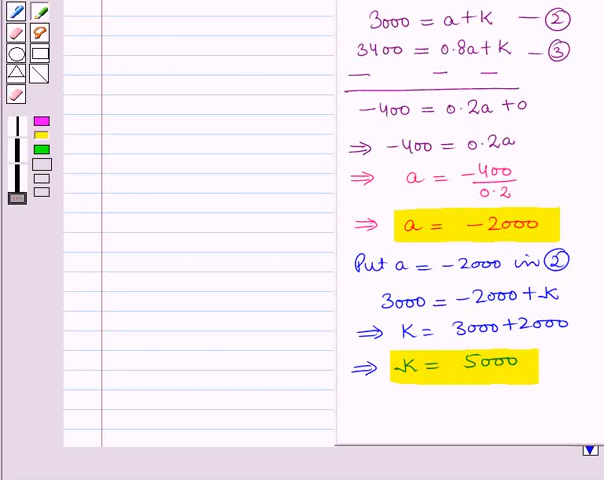 3000 = a + K — ②
3400 = 0.8a + K — ③
— — —
-400 = 0.2a + 0
⇒ -400 = 0.2a
⇒ a = -400/0.2
⇒ a = -2000
Put a = -2000 in ②
3000 = -2000 + K
⇒ K = 3000 + 2000
⇒ K = 5000